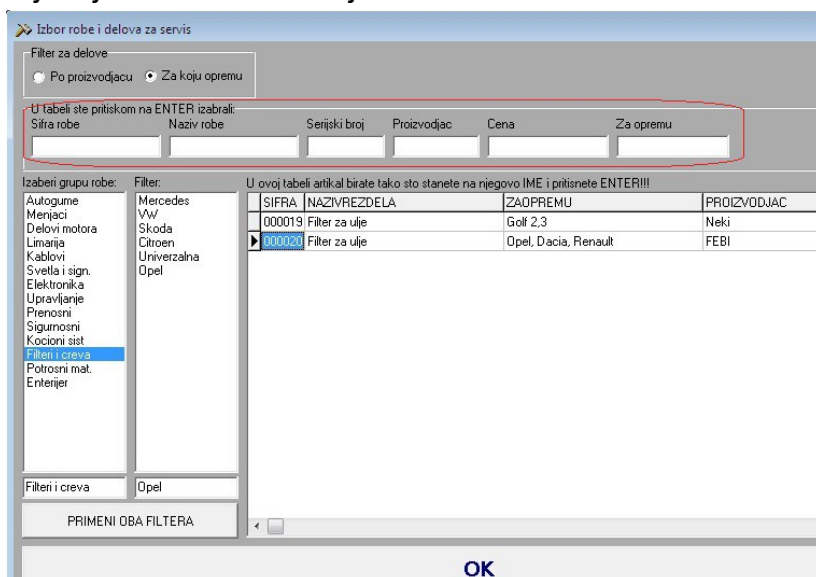 Izbor robe i delova za servis
Filter za delove
Po proizvodjacu Za koju opremu
U tabeli ste pritiskom na ENTER izabrali:
Sifra robe Naziv robe Serijski broj Proizvodjac Cena Za opremu
Izaberi grupu robe: Filter: U ovoj tabeli artikal birate tako sto stanete na njegovo IME i pritisnete ENTER!!!
SIFRA NAZIVREZDELA ZAOPREMU PROIZVODJAC
000019 Filter za ulje Golf 2,3 Neki
000020 Filter za ulje Opel, Dacia, Renault FEBI
Autogume
Menjaci
Delovi motora
Limarija
Kablovi
Svetla i sign.
Elektronika
Upravljanje
Prenosni
Sigurnosni
Kocioni sist
Filteri i creva
Potrosni mat.
Enterijer
Mercedes
VW
Skoda
Citroen
Univerzalna
Opel
Filteri i creva Opel
PRIMENI OBA FILTERA
OK